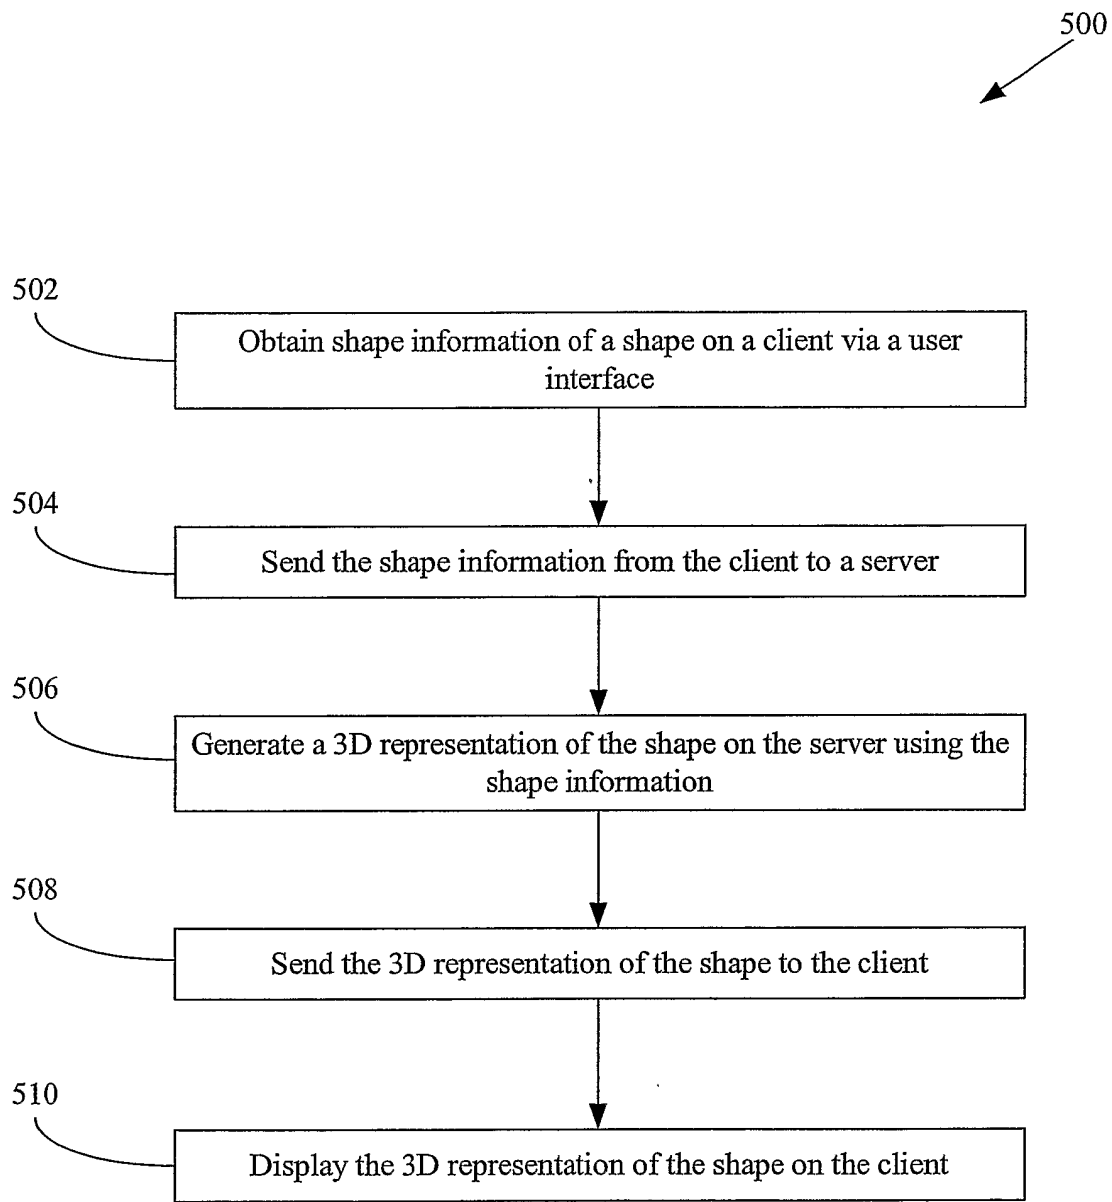 500
502
Obtain shape information of a shape on a client via a user
interface
504
Send the shape information from the client to a server
506
Generate a 3D representation of the shape on the server using the
shape information
508
Send the 3D representation of the shape to the client
510
Display the 3D representation of the shape on the client